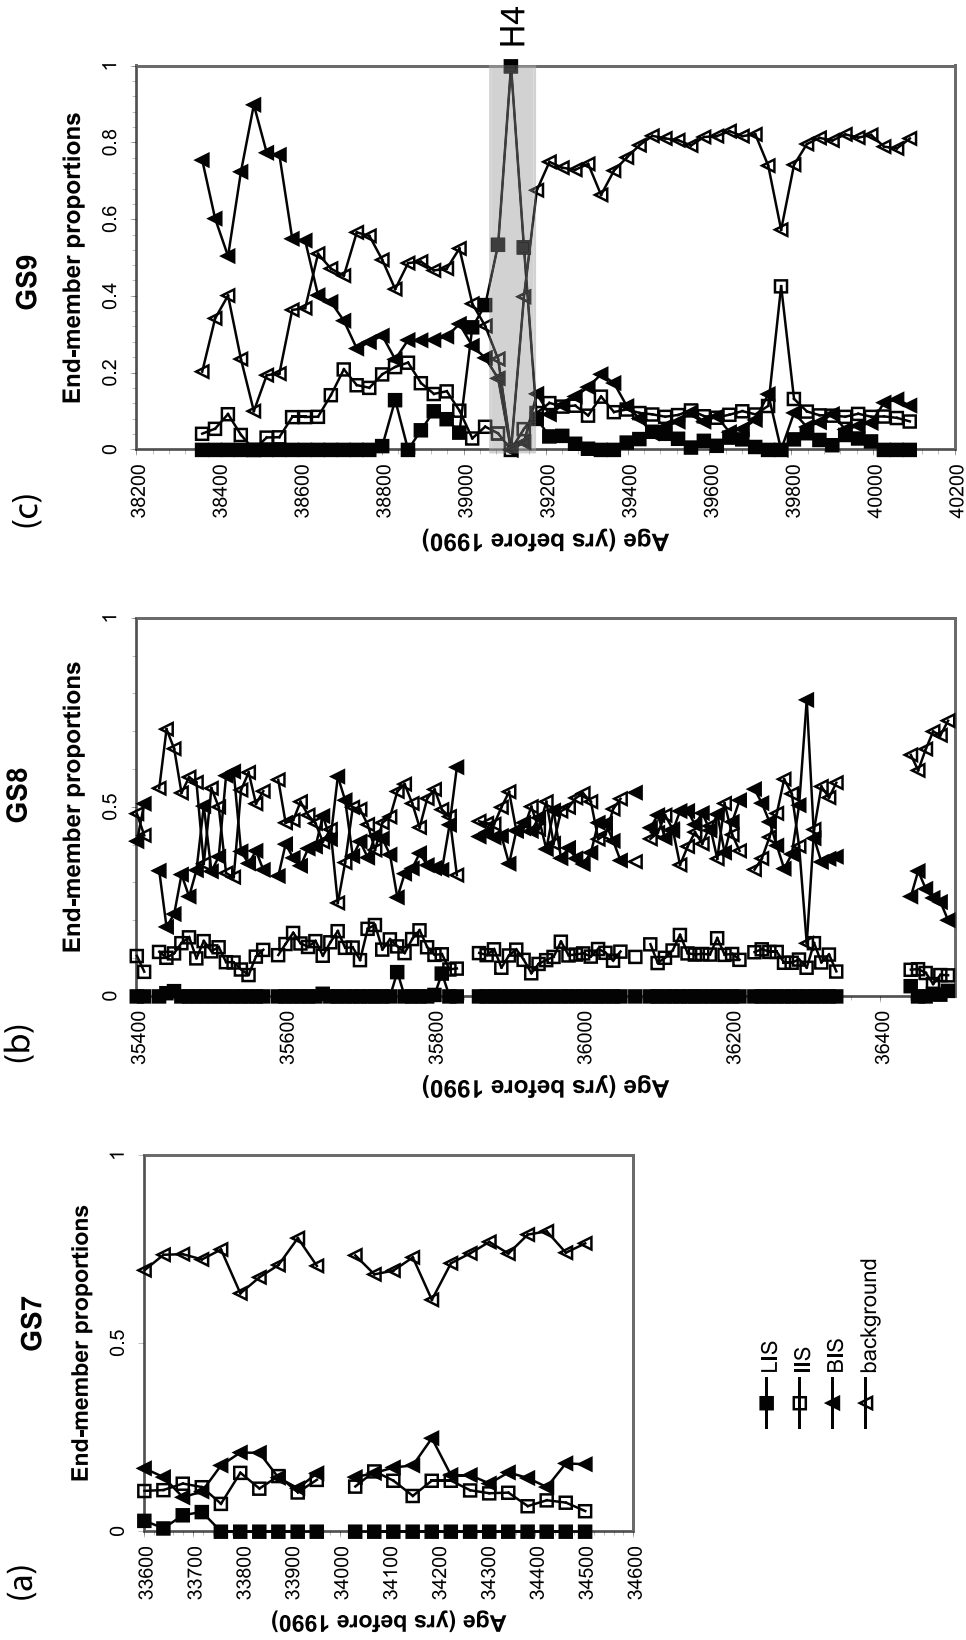 (a)
GS7
End-member proportions
0
0.5
1
33600
33700
33800
33900
34000
34100
34200
34300
34400
34500
34600
Age (yrs before 1990)
LIS
IIS
BIS
background
(b)
GS8
End-member proportions
0
0.5
1
35400
35600
35800
36000
36200
36400
Age (yrs before 1990)
(c)
GS9
End-member proportions
0
0.2
0.4
0.6
0.8
1
38200
38400
38600
38800
39000
39200
39400
39600
39800
40000
40200
Age (yrs before 1990)
H4